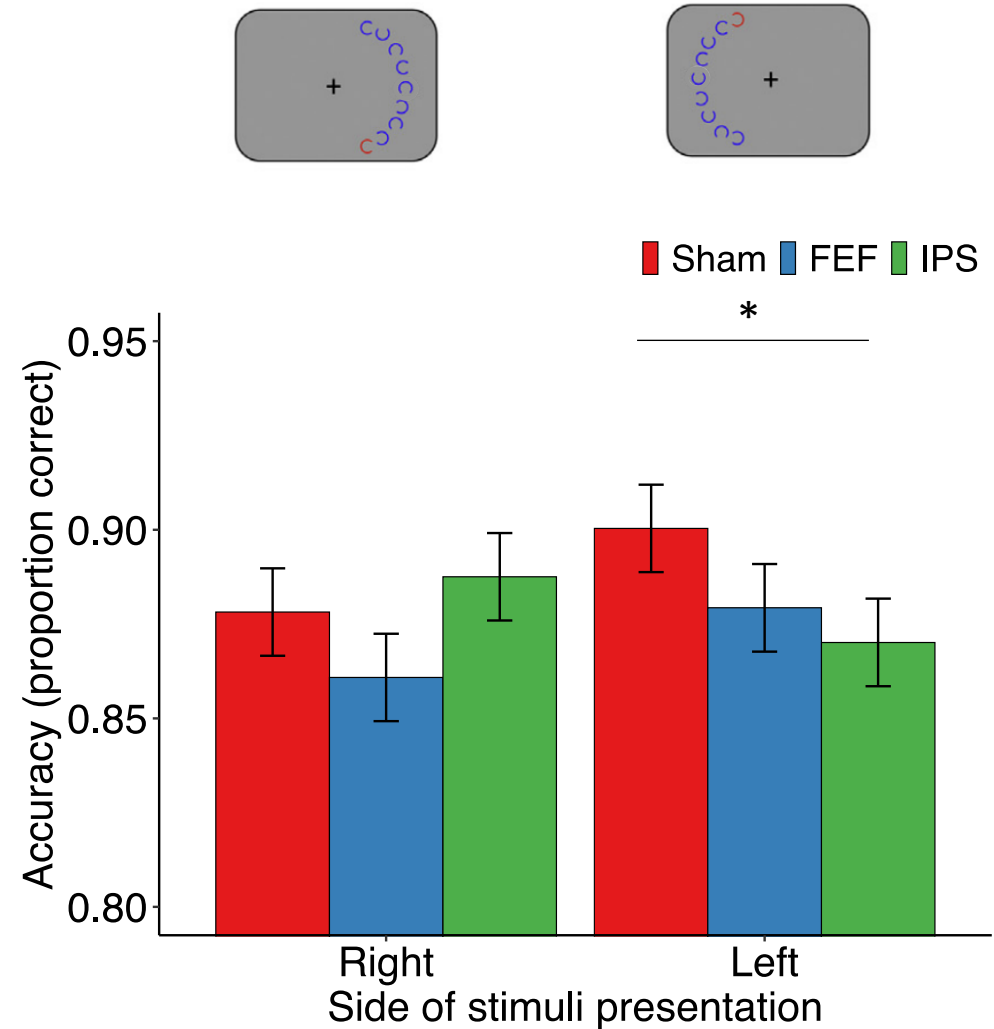 Sham FEF IPS
*
Accuracy (proportion correct)
0.95
0.90
0.85
0.80
Right Left
Side of stimuli presentation